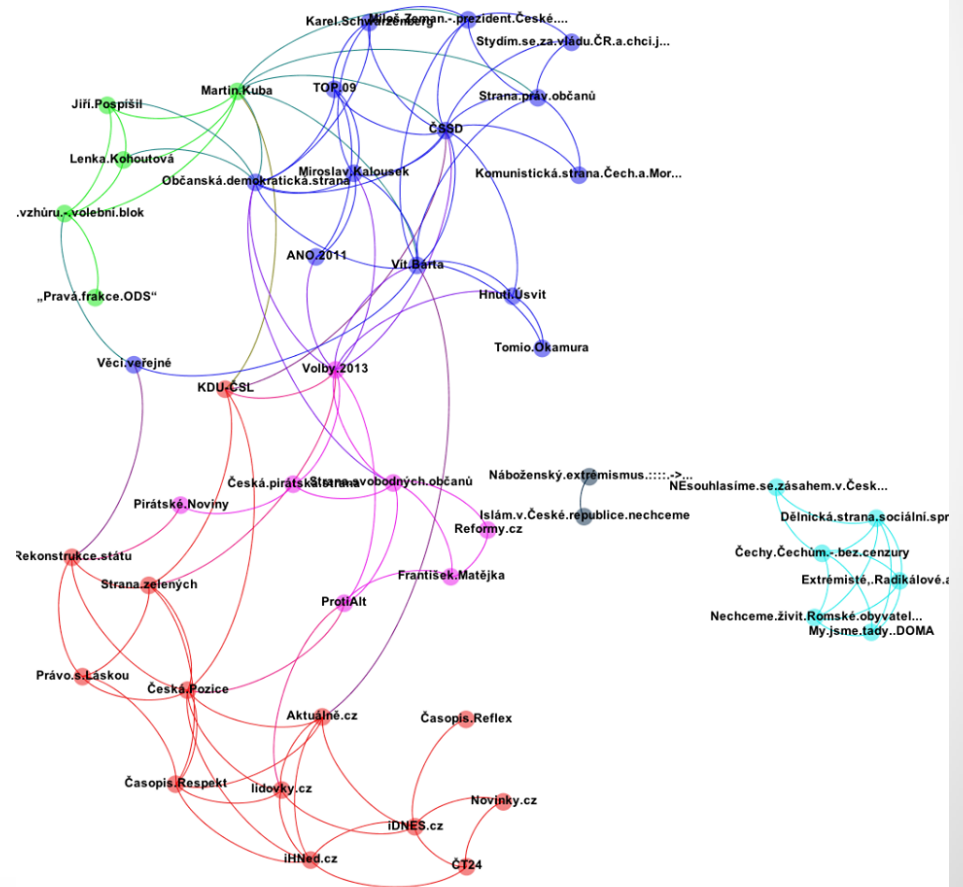 Karel.Schwarzenberg
Miloš.Zeman.-.prezident.České....
Stydím.se.za.vládu.ČR.a.chci.j...
Martin.Kuba
TOP.09
Strana.práv.občanů
Jiří.Pospíšil
ČSSD
Lenka.Kohoutová
Občanská.demokratická.strana
Miroslav.Kalousek
Komunistická.strana.Čech.a.Mor...
.vzhůru.-.volební.blok
ANO.2011
Vít.Bárta
„Pravá.frakce.ODS“
Hnutí.Úsvit
Tomio.Okamura
Věci.veřejné
Volby.2013
KDU-ČSL
Náboženský.extrémismus.::::.->...
Česká.pirátská.strana
Strana.svobodných.občanů
NEsouhlasíme.se.zásahem.v.Česk...
Pirátské.Noviny
Islám.v.České.republice.nechceme
Dělnická.strana.sociální.spr
Reformy.cz
Čechy.Čechům.-.bez.cenzury
Rekonstrukce.státu
František.Matějka
Extrémisté,.Radikálové.a
Strana.zelených
ProtiAlt
Nechceme.živit.Romské.obyvatel...
My.jsme.tady..DOMA
Právo.s.Láskou
Česká.Pozice
Aktuálně.cz
Časopis.Reflex
Časopis.Respekt
lidovky.cz
Novinky.cz
iDNES.cz
iHNed.cz
ČT24